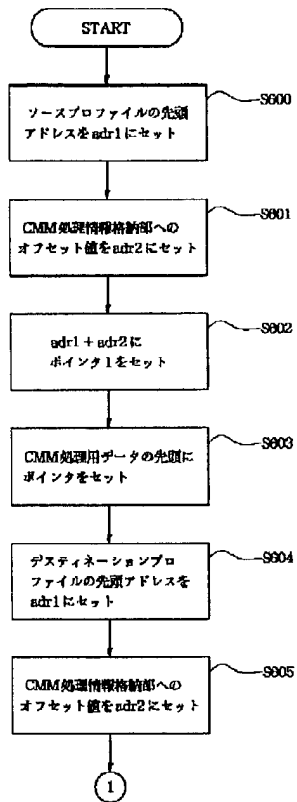 START
ソースプロファイルの先頭
アドレスをadr1にセット
S600
CMM処理情報格納部への
オフセット値をadr2にセット
S601
adr1+adr2に
ポインタ1をセット
S602
CMM処理用データの先頭に
ポインタをセット
S603
デスティネーションプロ
ファイルの先頭アドレスを
adr1にセット
S604
CMM処理情報格納部への
オフセット値をadr2にセット
S605
1